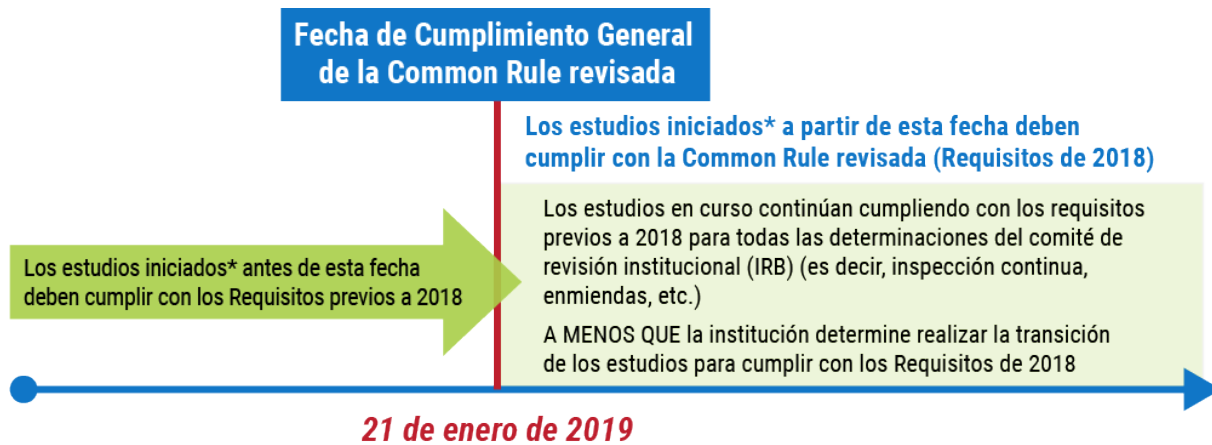 Fecha de Cumplimiento General
de la Common Rule revisada
Los estudios iniciados* a partir de esta fecha deben
cumplir con la Common Rule revisada (Requisitos de 2018)
Los estudios en curso continúan cumpliendo con los requisitos
previos a 2018 para todas las determinaciones del comité de
revisión institucional (IRB) (es decir, inspección continua,
enmiendas, etc.)
A MENOS QUE la institución determine realizar la transición
de los estudios para cumplir con los Requisitos de 2018
Los estudios iniciados* antes de esta fecha
deben cumplir con los Requisitos previos a 2018
21 de enero de 2019